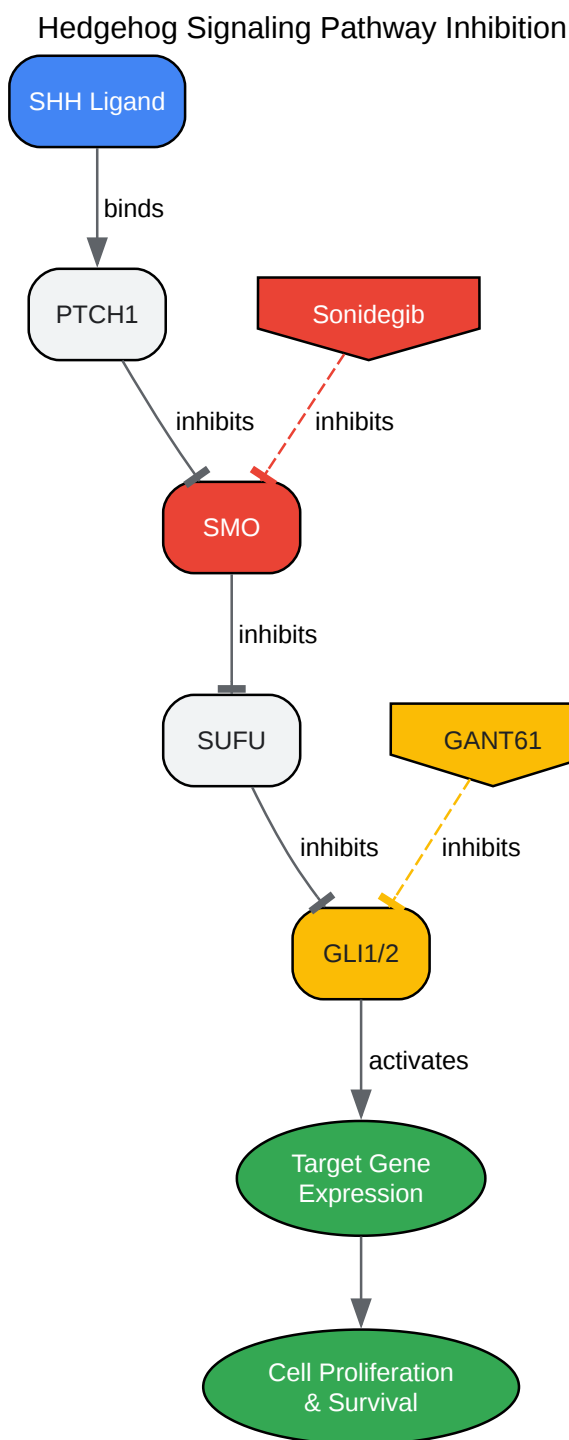 Hedgehog Signaling Pathway Inhibition
SHH Ligand
binds
PTCH1
Sonidegib
inhibits
inhibits
SMO
inhibits
SUFU
GANT61
inhibits
inhibits
GLI1/2
activates
Target Gene
Expression
Cell Proliferation
& Survival